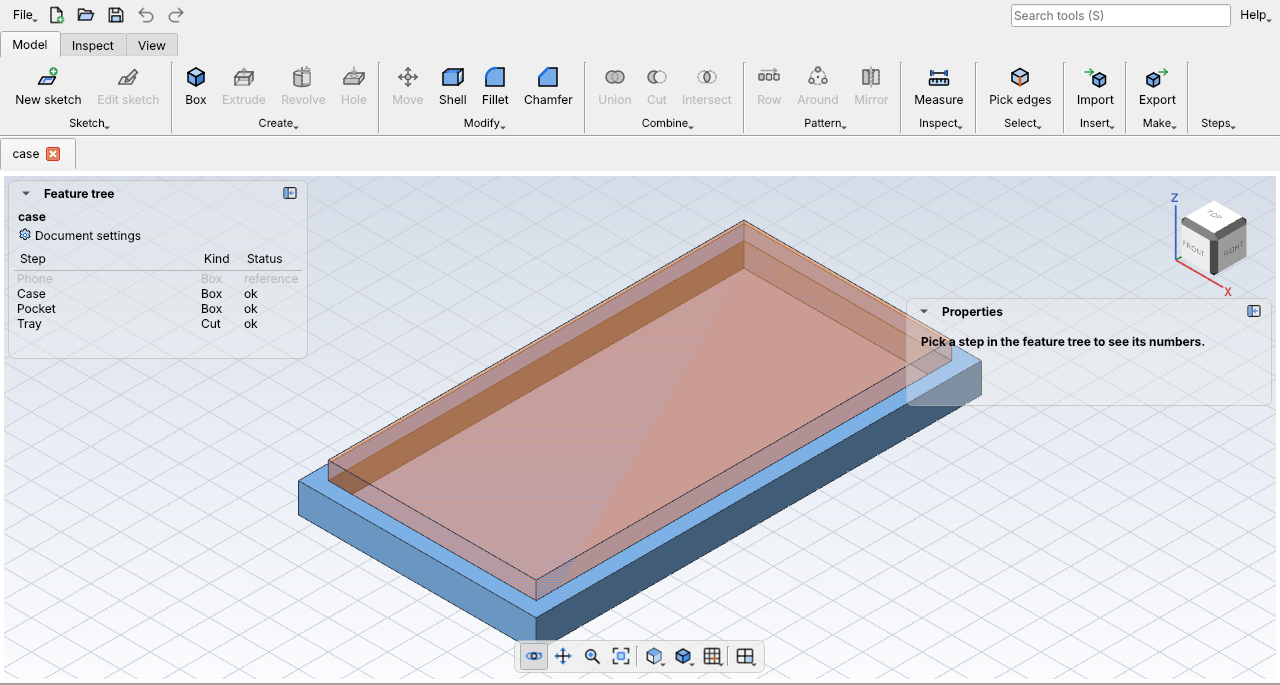 File
Search tools (S)
Help
Model
Inspect
View
New sketch
Edit sketch
Box
Extrude
Revolve
Hole
Move
Shell
Fillet
Chamfer
Union
Cut
Intersect
Row
Around
Mirror
Measure
Pick edges
Import
Export
Sketch
Create
Modify
Combine
Pattern
Inspect
Select
Insert
Make
Steps
case
Feature tree
case
Document settings
Step Kind Status
Phone Box reference
Case Box ok
Pocket Box ok
Tray Cut ok
Z
TOP
FRONT
RIGHT
X
Properties
Pick a step in the feature tree to see its numbers.